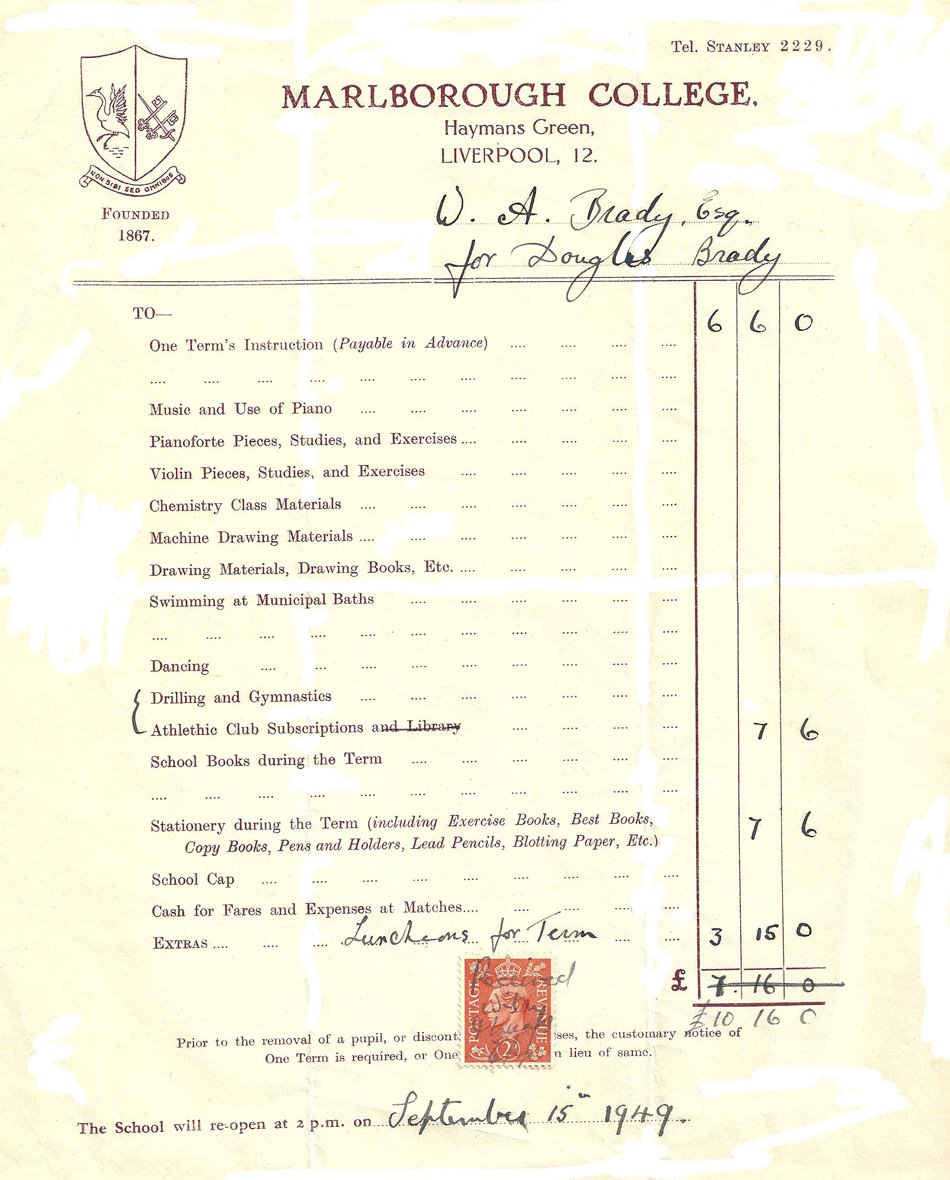 Tel. STANLEY 2229.
MARLBOROUGH COLLEGE,
Haymans Green,
LIVERPOOL, 12.
NON SIBI SED OMNIBUS
FOUNDED
1867.
W. A. Brady, Esq.
for Douglas Brady
TO—
One Term's Instruction (Payable in Advance) .... .... .... .... 6 6 0
.... .... .... .... .... .... .... .... .... .... ....
Music and Use of Piano .... .... .... .... .... .... ....
Pianoforte Pieces, Studies, and Exercises .... .... .... .... ....
Violin Pieces, Studies, and Exercises .... .... .... .... ....
Chemistry Class Materials .... .... .... .... .... .... ....
Machine Drawing Materials .... .... .... .... .... .... ....
Drawing Materials, Drawing Books, Etc. .... .... .... .... ....
Swimming at Municipal Baths .... .... .... .... .... ....
.... .... .... .... .... .... .... .... .... .... ....
Dancing .... ... .... .... .... .... .... .... ....
Drilling and Gymnastics .... .... .... .... .... .... ....
Athlethic Club Subscriptions and Library .... .... .... .... 7 6
School Books during the Term .... .... .... .... .... ....
.... .... .... .... .... .... .... .... .... .... ....
Stationery during the Term (including Exercise Books, Best Books, 7 6
Copy Books, Pens and Holders, Lead Pencils, Blotting Paper, Etc.)
School Cap .... .... .... .... .... .... .... .... ....
Cash for Fares and Expenses at Matches.... .... .... .... ....
EXTRAS .... .... .... Luncheons for Term .... .... 3 15 0
£ 7. 16 0
£10 16 0
POSTAGE REVENUE
2D
Received
with
thanks
Prior to the removal of a pupil, or discont ises, the customary notice of
One Term is required, or One n lieu of same.
The School will re-open at 2 p.m. on September 15th 1949.